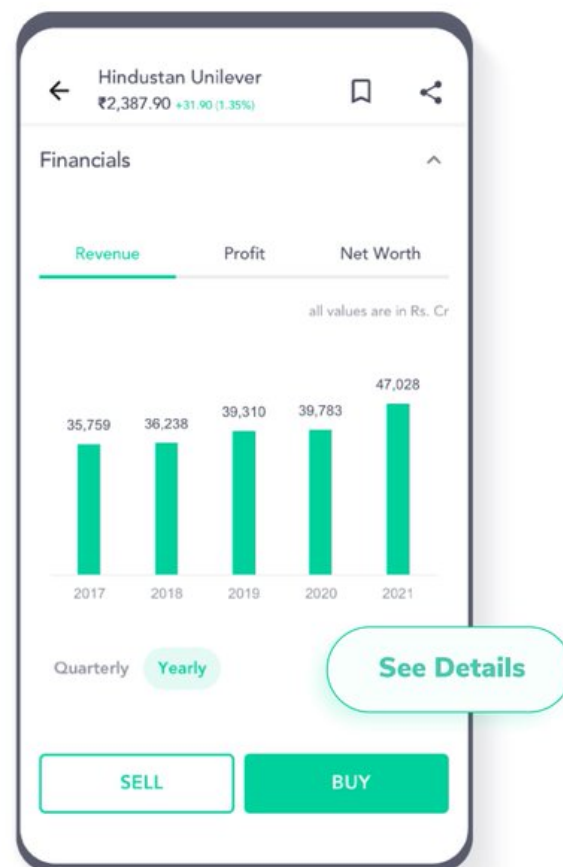 Hindustan Unilever
₹2,387.90 +31.90 (1.35%)
Financials
Revenue Profit Net Worth
all values are in Rs. Cr
47,028
39,310 39,783
35,759 36,238
2017 2018 2019 2020 2021
Quarterly Yearly
See Details
SELL BUY